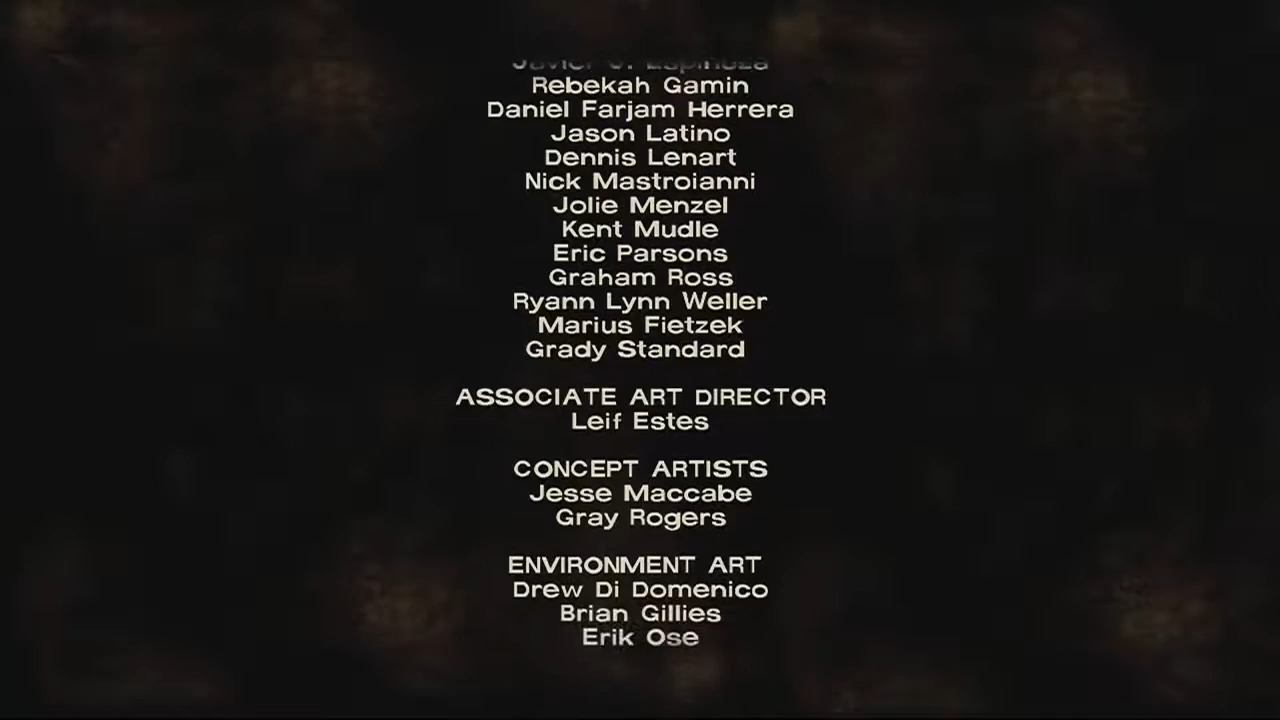 Javier J. Espinoza
Rebekah Gamin
Daniel Farjam Herrera
Jason Latino
Dennis Lenart
Nick Mastroianni
Jolie Menzel
Kent Mudle
Eric Parsons
Graham Ross
Ryann Lynn Weller
Marius Fietzek
Grady Standard
ASSOCIATE ART DIRECTOR
Leif Estes
CONCEPT ARTISTS
Jesse Maccabe
Gray Rogers
ENVIRONMENT ART
Drew Di Domenico
Brian Gillies
Erik Ose